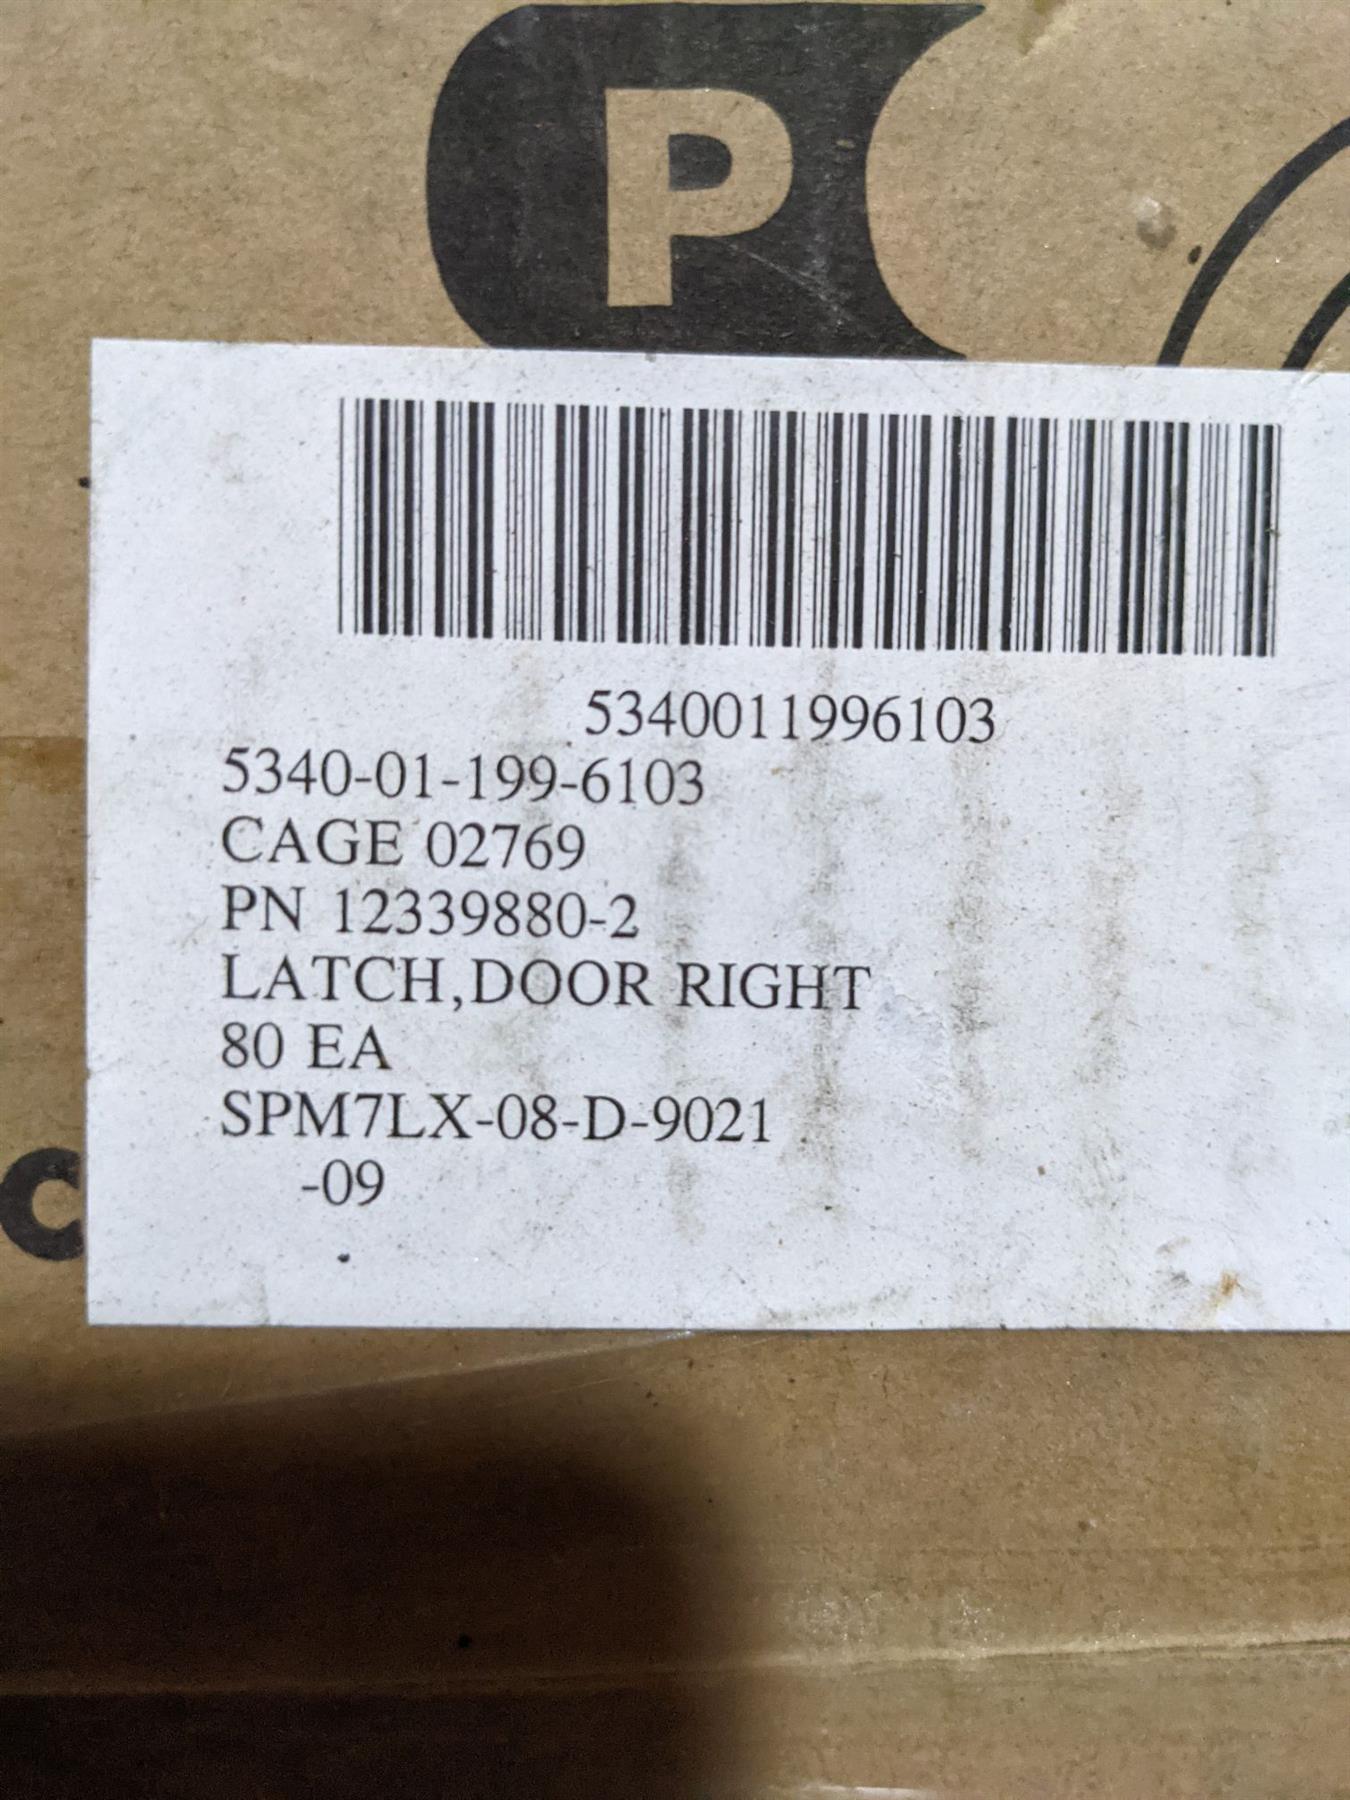 P
5340011996103
5340-01-199-6103
CAGE 02769
PN 12339880-2
LATCH,DOOR RIGHT
80 EA
SPM7LX-08-D-9021
-09
c